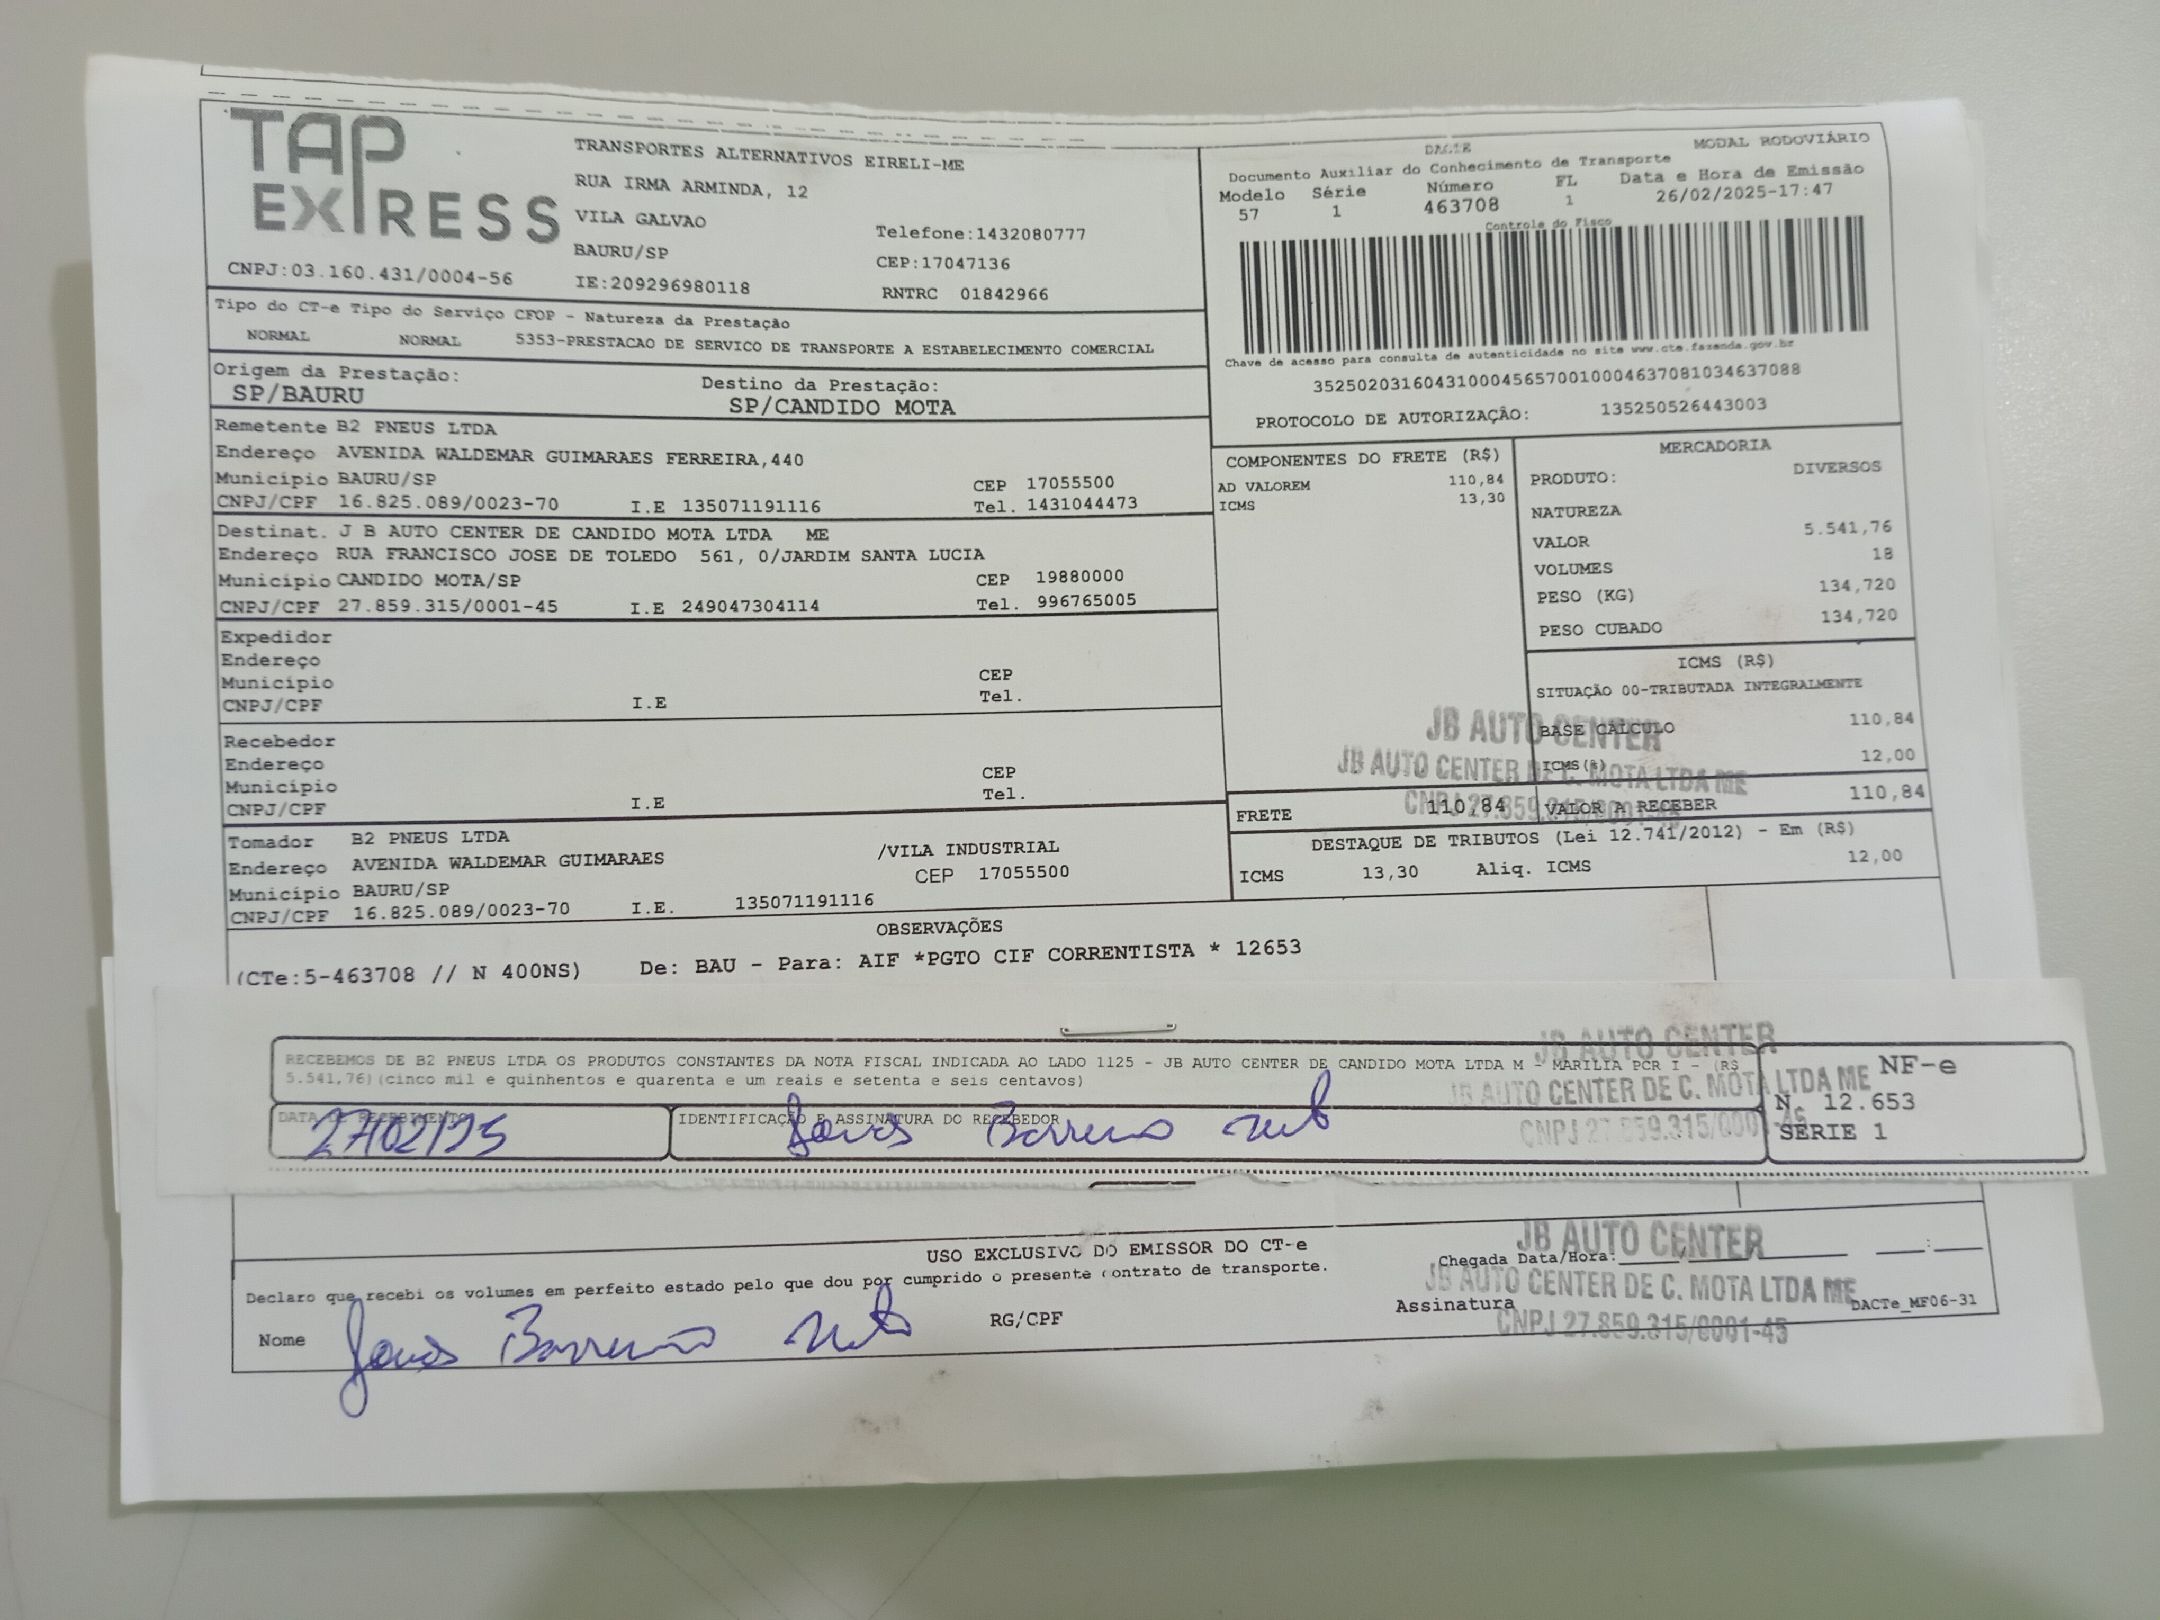 TAP EXPRESS
TRANSPORTES ALTERNATIVOS EIRELI-ME
RUA IRMA ARMINDA, 12
VILA GALVAO
Telefone:1432080777
BAURU/SP
CEP:17047136
CNPJ:03.160.431/0004-56
IE:209296980118
RNTRC 01842966
DACTE
MODAL RODOVIÁRIO
Documento Auxiliar do Conhecimento de Transporte
Modelo Série Número FL Data e Hora de Emissão
57 1 463708 1 26/02/2025-17:47
Controle do Fisco
Chave de acesso para consulta de autenticidade no site www.cte.fazenda.gov.br
35250203160431000456570010004637081034637088
PROTOCOLO DE AUTORIZAÇÃO: 135250526443003
Tipo do CT-e Tipo do Serviço CFOP - Natureza da Prestação
NORMAL NORMAL 5353-PRESTACAO DE SERVICO DE TRANSPORTE A ESTABELECIMENTO COMERCIAL
Origem da Prestação: Destino da Prestação:
SP/BAURU SP/CANDIDO MOTA
Remetente B2 PNEUS LTDA
Endereço AVENIDA WALDEMAR GUIMARAES FERREIRA,440
Município BAURU/SP CEP 17055500
CNPJ/CPF 16.825.089/0023-70 I.E 135071191116 Tel. 1431044473
Destinat. J B AUTO CENTER DE CANDIDO MOTA LTDA ME
Endereço RUA FRANCISCO JOSE DE TOLEDO 561, 0/JARDIM SANTA LUCIA
Município CANDIDO MOTA/SP CEP 19880000
CNPJ/CPF 27.859.315/0001-45 I.E 249047304114 Tel. 996765005
Expedidor
Endereço
Município CEP
CNPJ/CPF I.E Tel.
Recebedor
Endereço
Município CEP
CNPJ/CPF I.E Tel.
Tomador B2 PNEUS LTDA
Endereço AVENIDA WALDEMAR GUIMARAES /VILA INDUSTRIAL
Município BAURU/SP CEP 17055500
CNPJ/CPF 16.825.089/0023-70 I.E. 135071191116
COMPONENTES DO FRETE (R$)
AD VALOREM 110,84
ICMS 13,30
MERCADORIA
PRODUTO: DIVERSOS
NATUREZA
VALOR 5.541,76
VOLUMES 18
PESO (KG) 134,720
PESO CUBADO 134,720
ICMS (R$)
SITUAÇÃO 00-TRIBUTADA INTEGRALMENTE
BASE CÁLCULO 110,84
ICMS(%) 12,00
FRETE 110,84 VALOR A RECEBER 110,84
JB AUTO CENTER
JB AUTO CENTER DE C. MOTA LTDA ME
CNPJ 27.859.315/0001-45
DESTAQUE DE TRIBUTOS (Lei 12.741/2012) - Em (R$)
ICMS 13,30 Aliq. ICMS 12,00
OBSERVAÇÕES
(CTe:5-463708 // N 400NS) De: BAU - Para: AIF *PGTO CIF CORRENTISTA * 12653
RECEBEMOS DE B2 PNEUS LTDA OS PRODUTOS CONSTANTES DA NOTA FISCAL INDICADA AO LADO 1125 - JB AUTO CENTER DE CANDIDO MOTA LTDA M - MARILIA PCR I - (R$
5.541,76)(cinco mil e quinhentos e quarenta e um reais e setenta e seis centavos)
DATA DE RECEBIMENTO
27/02/25
IDENTIFICAÇÃO E ASSINATURA DO RECEBEDOR
Jonas Barreiro Neto
JB AUTO CENTER
JB AUTO CENTER DE C. MOTA LTDA ME
CNPJ 27.859.315/0001-45
NF-e
N. 12.653
SÉRIE 1
USO EXCLUSIVO DO EMISSOR DO CT-e
Declaro que recebi os volumes em perfeito estado pelo que dou por cumprido o presente contrato de transporte.
Nome Jonas Barreiro Neto RG/CPF
Chegada Data/Hora:
Assinatura
JB AUTO CENTER
JB AUTO CENTER DE C. MOTA LTDA ME
CNPJ 27.859.315/0001-45
DACTe_MF06-31